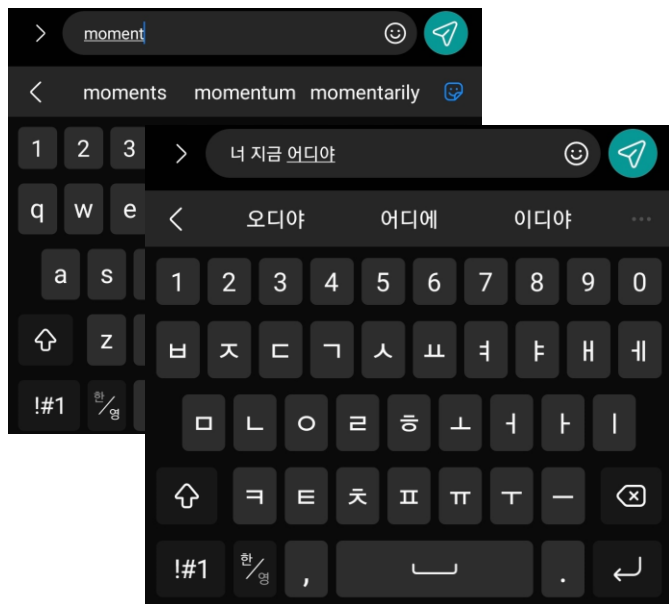 moment
moments momentum momentarily
1 2 3
q w e
a s
z
!#1 한/영
너 지금 어디야
오디야 어디에 이디야 ...
1 2 3 4 5 6 7 8 9 0
ㅂ ㅈ ㄷ ㄱ ㅅ ㅛ ㅕ ㅑ ㅐ ㅔ
ㅁ ㄴ ㅇ ㄹ ㅎ ㅗ ㅓ ㅏ ㅣ
ㅋ ㅌ ㅊ ㅍ ㅠ ㅜ ㅡ
!#1 한/영 , .